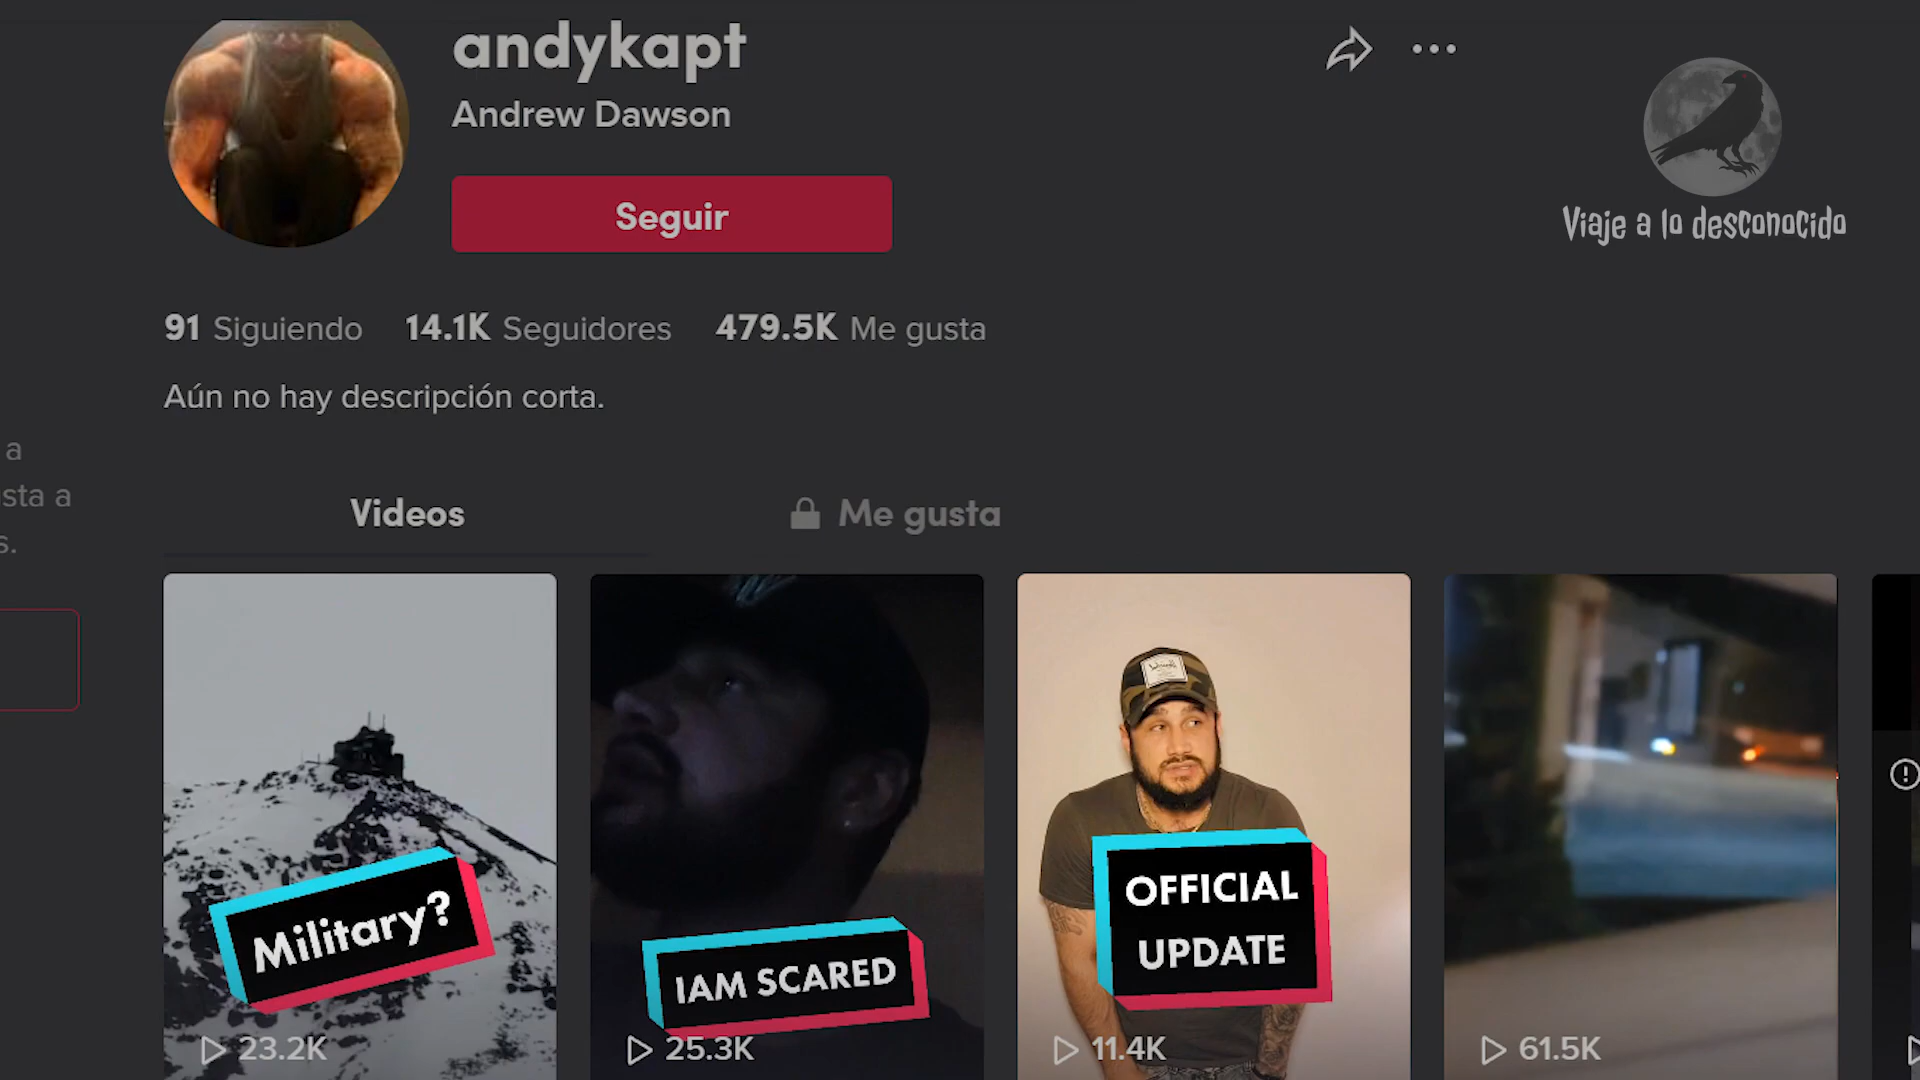 andykapt
Andrew Dawson
Seguir
Viaje a lo desconocido
91 Siguiendo 14.1K Seguidores 479.5K Me gusta
Aún no hay descripción corta.
a
sta a
s.
Videos
Me gusta
Military?
IAM SCARED
OFFICIAL
UPDATE
23.2K
25.3K
11.4K
61.5K